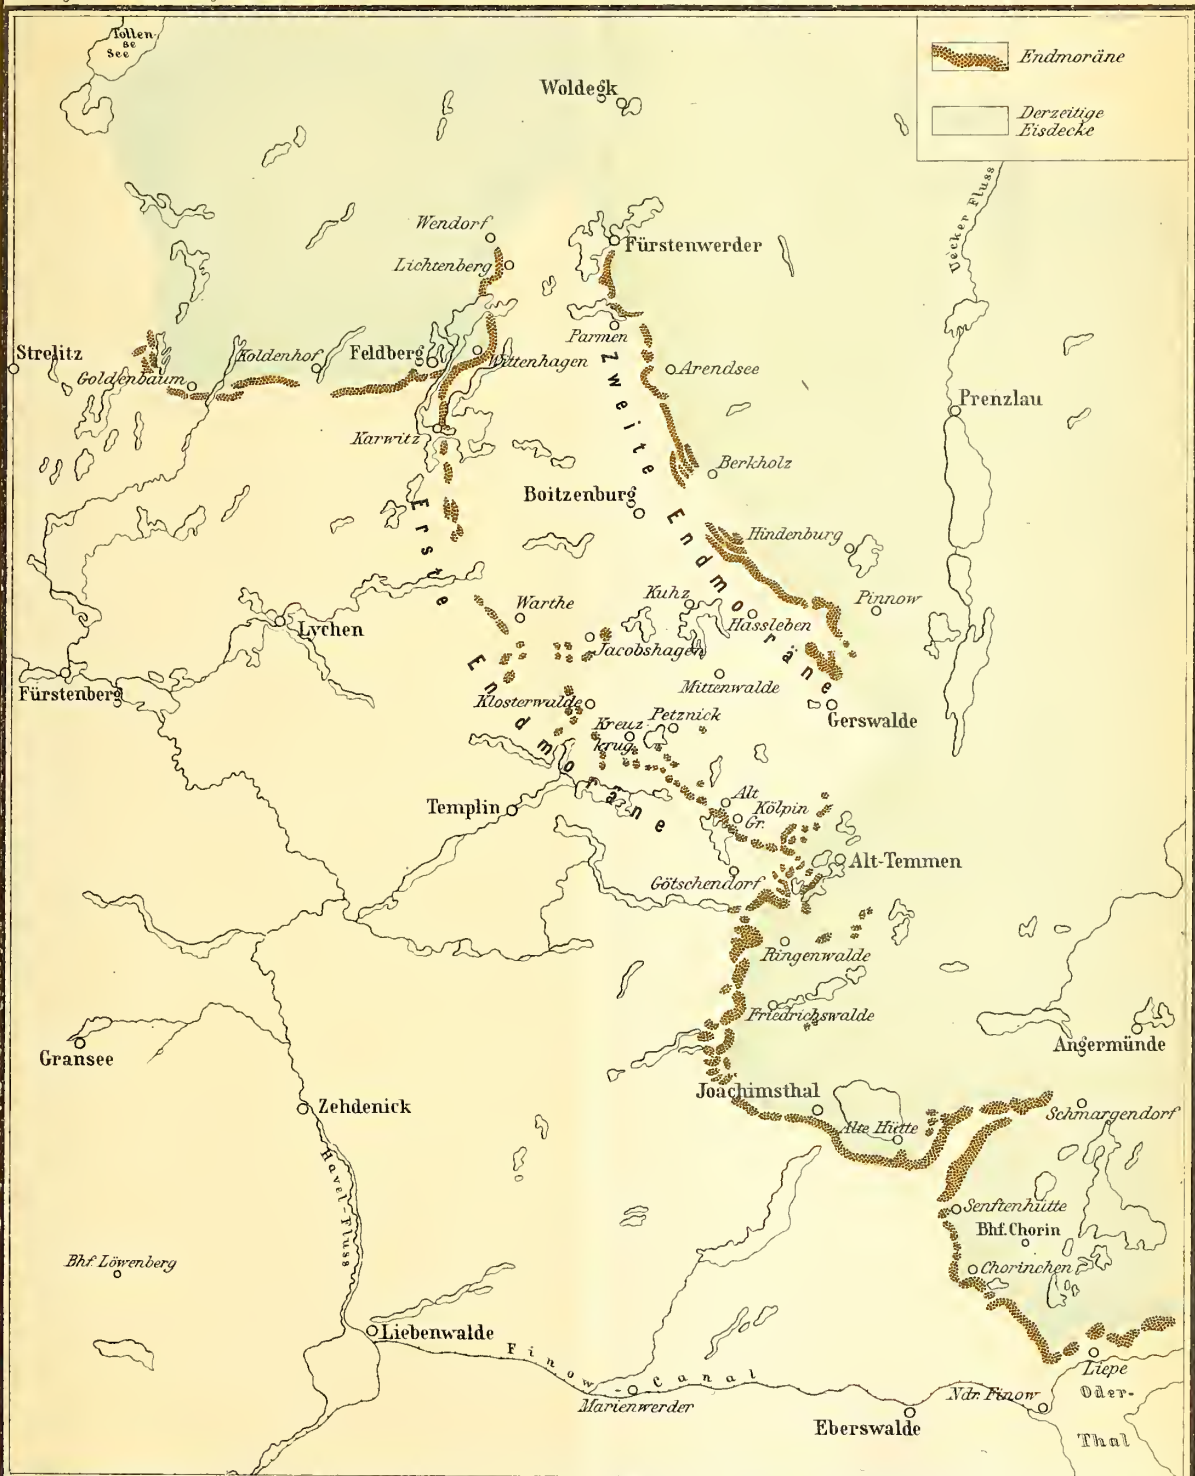 Tollen-
se
See
Woldegk
Endmoräne
Derzeitige
Eisdecke
Uecker Fluss
Wendorf
Fürstenwerder
Lichtenberg
Parmen
Strelitz
Koldenhof
Feldberg
Wittenhagen
Goldenbaum
Arendsee
Prenzlau
Karwitz
Berkholz
Boitzenburg
Zweite Endmoräne
Hindenburg
Erste Endmoräne
Warthe
Kuhz
Hassleben
Pinnow
Lychen
Jacobshagen
Fürstenberg
Mittenwalde
Klosterwalde
Gerswalde
Kreuz-
krug
Petznick
Templin
Alt
Kölpin
Gr.
Alt-Temmen
Götschendorf
Ringenwalde
Friedrichswalde
Gransee
Angermünde
Joachimsthal
Zehdenick
Alte Hütte
Schmargendorf
Havel-Fluss
Senftenhütte
Bhf. Chorin
Bhf. Löwenberg
Chorinchen
Liebenwalde
Finow-Canal
Liepe
Marienwerder
Ndr. Finow
Oder-
Thal
Eberswalde